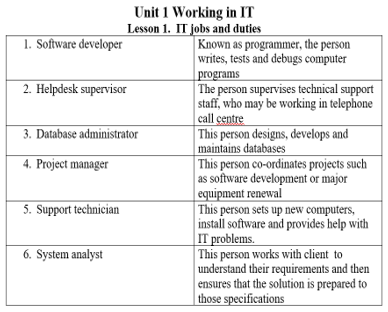 Unit 1 Working in IT
Lesson 1. IT jobs and duties
1. Software developer
Known as programmer, the person
writes, tests and debugs computer
programs
2. Helpdesk supervisor
The person supervises technical support
staff, who may be working in telephone
call centre
3. Database administrator
This person designs, develops and
maintains databases
4. Project manager
This person co-ordinates projects such
as software development or major
equipment renewal
5. Support technician
This person sets up new computers,
install software and provides help with
IT problems.
6. System analyst
This person works with client to
understand their requirements and then
ensures that the solution is prepared to
those specifications